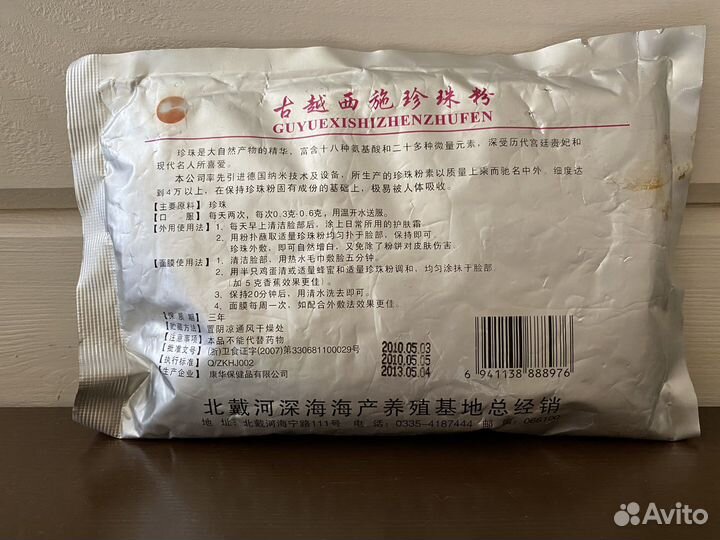 古越西施珍珠粉
GUYUEXISHIZHENZHUFEN
珍珠是大自然产物的精华，富含十八种氨基酸和二十多种微量元素，深受历代宫廷贵妃和
现代名人所喜爱。
本公司率先引进德国纳米技术及设备，所生产的珍珠粉素以质量上乘而驰名中外。细度达
到4万以上，在保持珍珠粉固有成份的基础上，极易被人体吸收。
【主要原料】珍珠
【口 服】每天两次，每次0.3克-0.6克，用温开水送服。
【外用使用法】1、每天早上清洁脸部后，涂上日常所用的护肤霜。
2、用粉扑蘸取适量珍珠粉均匀扑于脸部，保持即可。
珍珠外敷，即可自然增白，又免除了粉饼对皮肤伤害。
【面膜使用法】1、清洁脸部，用热水毛巾敷脸五分钟。
2、用半只鸡蛋清或适量蜂蜜和适量珍珠粉调和，均匀涂抹于脸部。
（加5克香蕉效果更佳）。
3、保持20分钟后，用清水洗去即可。
4、面膜每周一次，如配合外敷法效果更佳。
【保质期】三年
【贮藏方法】置阴凉通风干燥处
【注意事项】本品不能代替药物
【批准文号】(浙)卫食证字(2007)第330681100029号
【执行标准】Q/ZKHJ002
【生产企业】康华保健品有限公司
2010.05.03
2010.05.05
2013.05.04
6 941138 888976
北戴河深海海产养殖基地总经销
地 址：北戴河海宁路111号 电 话：0335-4187444 邮 编：066100
Avito